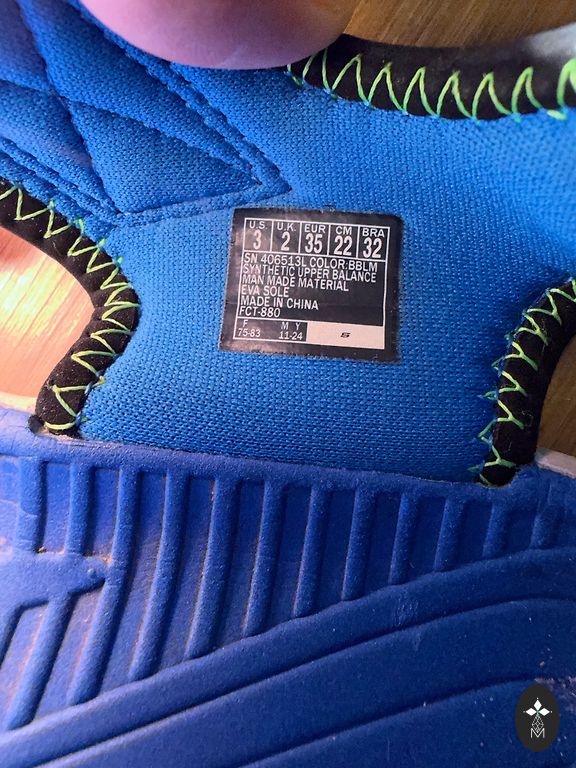 U.S. U.K. EUR CM BRA
3 2 35 22 32
SN 406513L COLOR:BBLM
SYNTHETIC UPPER BALANCE
MAN MADE MATERIAL
EVA SOLE
MADE IN CHINA
FCT-880
F M Y
75-83 11-24 S
M